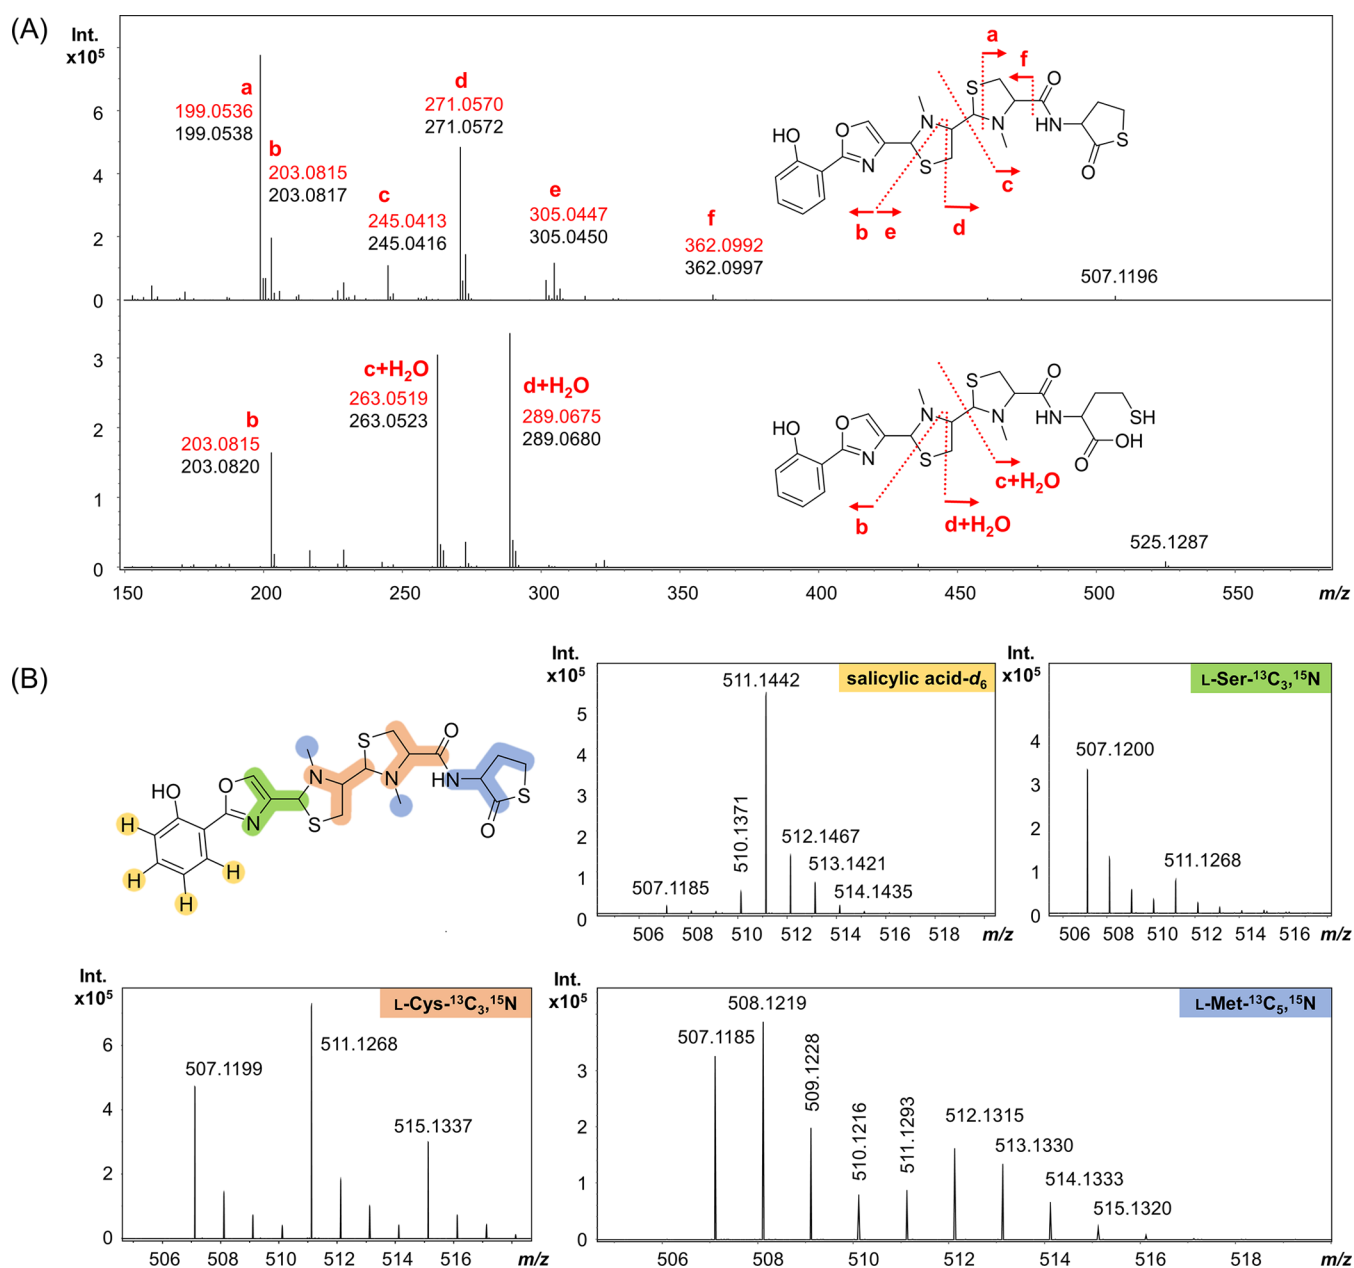 (A)
Int.
x10⁵
6
4
2
0
a
199.0536
199.0538
b
203.0815
203.0817
c
245.0413
245.0416
d
271.0570
271.0572
e
305.0447
305.0450
f
362.0992
362.0997
507.1196
a
f
S
O
N
HN
N
HO
O
N
S
S
O
c
b
e
d
3
2
1
0
b
203.0815
203.0820
c+H₂O
263.0519
263.0523
d+H₂O
289.0675
289.0680
525.1287
S
O
N
HN
N
SH
HO
O
N
S
O
OH
c+H₂O
b
d+H₂O
150
200
250
300
350
400
450
500
550
m/z
(B)
S
O
N
HN
N
S
O
HO
O
N
S
H
H
H
H
Int.
x10⁵
salicylic acid-d₆
511.1442
5
4
3
2
1
0
507.1185
510.1371
512.1467
513.1421
514.1435
506 508 510 512 514 516 518 m/z
Int.
x10⁵
L-Ser-¹³C₃,¹⁵N
507.1200
511.1268
4
3
2
1
0
506 508 510 512 514 516 m/z
Int.
x10⁵
L-Cys-¹³C₃,¹⁵N
507.1199
511.1268
515.1337
6
4
2
0
506 508 510 512 514 516 m/z
Int.
x10⁵
L-Met-¹³C₅,¹⁵N
507.1185
508.1219
509.1228
510.1216
511.1293
512.1315
513.1330
514.1333
515.1320
3
2
1
0
506 508 510 512 514 516 518 m/z